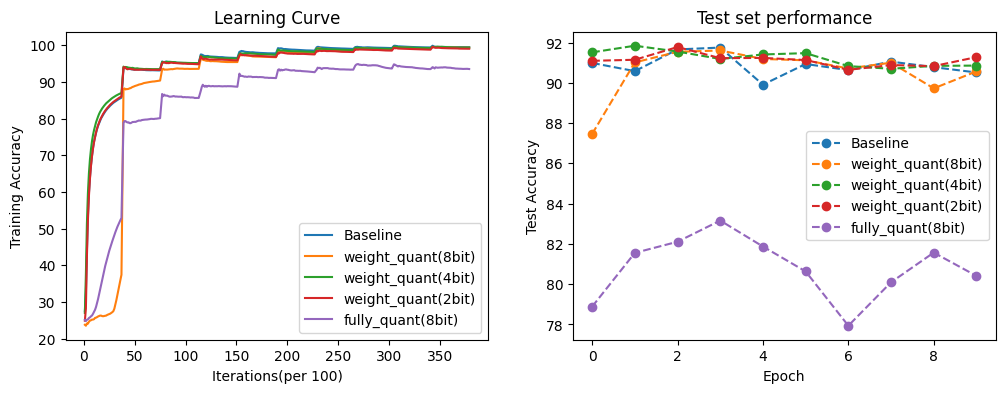 Learning Curve
Training Accuracy
100
90
80
70
60
50
40
30
20
0
50
100
150
200
250
300
350
Iterations(per 100)
Baseline
weight_quant(8bit)
weight_quant(4bit)
weight_quant(2bit)
fully_quant(8bit)
Test set performance
Test Accuracy
92
90
88
86
84
82
80
78
0
2
4
6
8
Epoch
Baseline
weight_quant(8bit)
weight_quant(4bit)
weight_quant(2bit)
fully_quant(8bit)